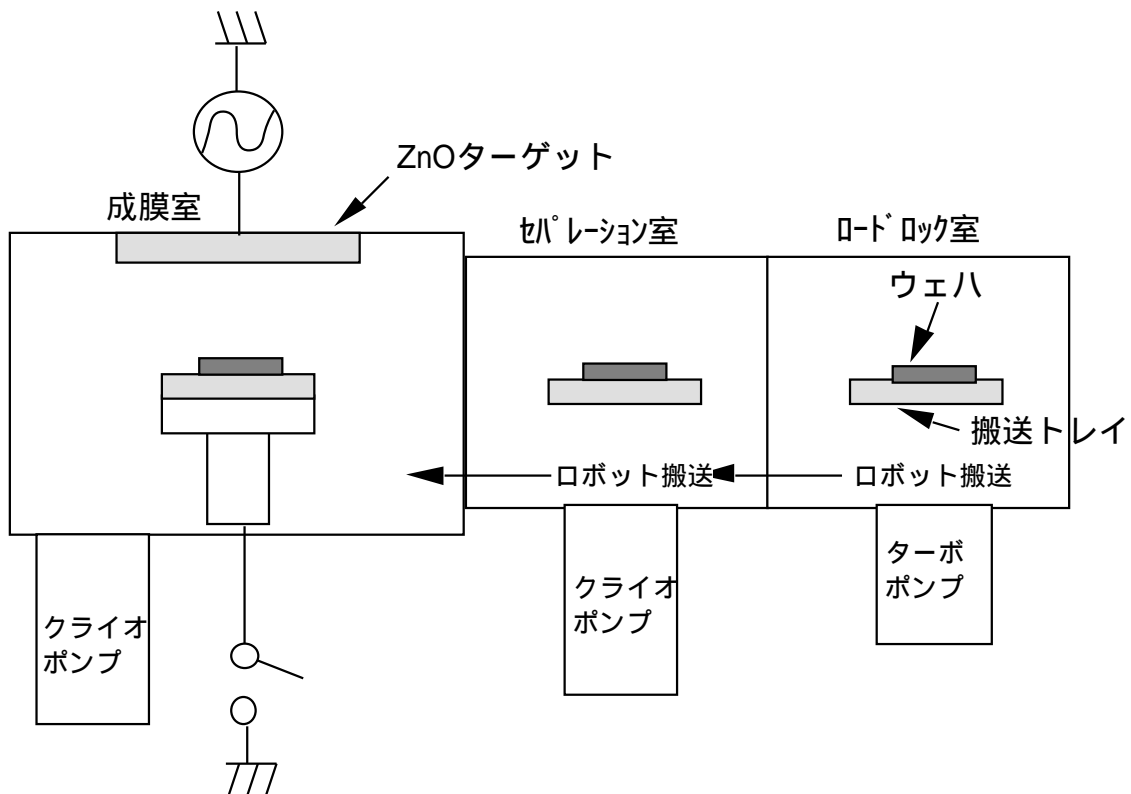 ZnOターゲット
成膜室
ｾﾊﾟﾚｰｼｮﾝ室
ﾛｰﾄﾞﾛｯｸ室
ウェハ
搬送トレイ
ロボット搬送
ロボット搬送
ターボ
ポンプ
クライオ
ポンプ
クライオ
ポンプ